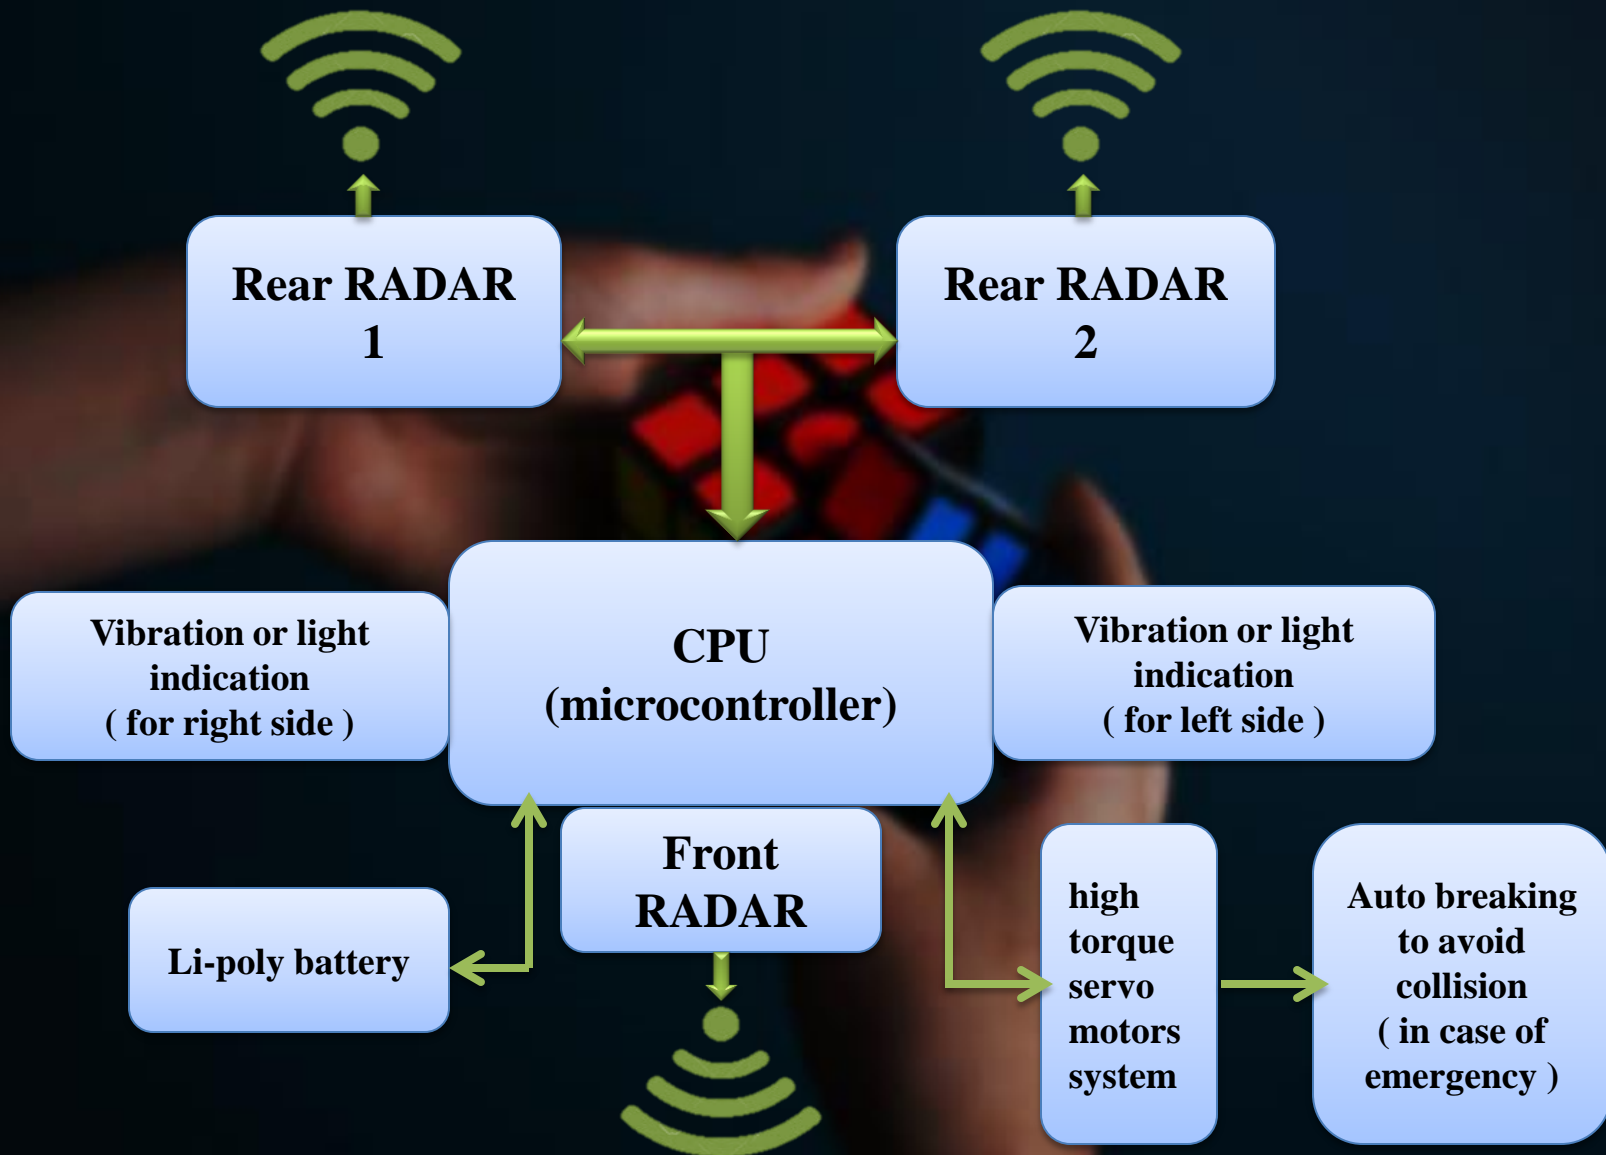 Rear RADAR
1
Rear RADAR
2
CPU
(microcontroller)
Vibration or light
indication
( for right side )
Vibration or light
indication
( for left side )
Front
RADAR
Li-poly battery
high
torque
servo
motors
system
Auto breaking
to avoid
collision
( in case of
emergency )